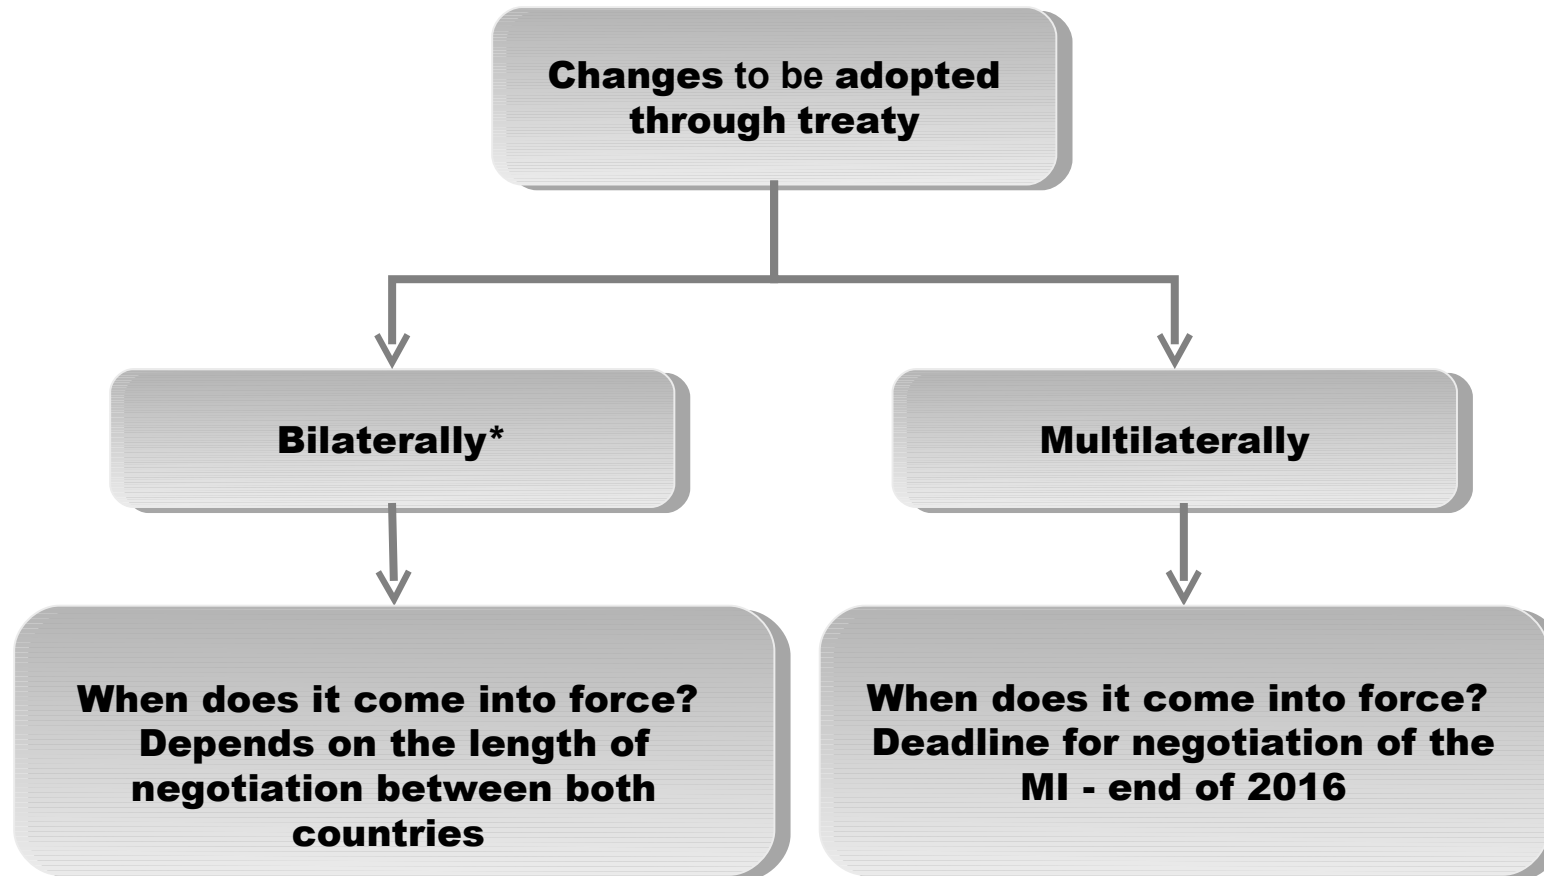 Changes to be adopted
through treaty
Bilaterally*
Multilaterally
When does it come into force?
Depends on the length of
negotiation between both
countries
When does it come into force?
Deadline for negotiation of the
MI - end of 2016